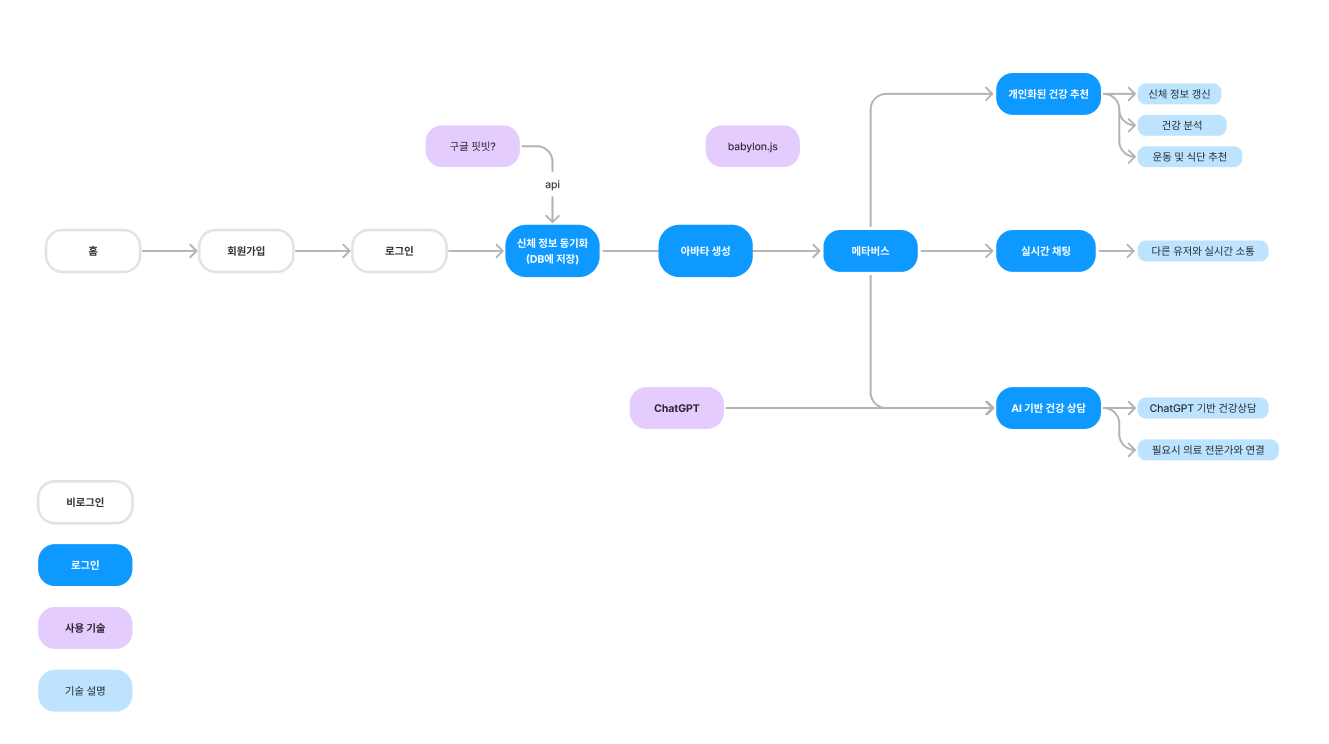 개인화된 건강 추천
신체 정보 갱신
건강 분석
운동 및 식단 추천
구글 핏빗?
babylon.js
api
홈
회원가입
로그인
신체 정보 동기화
(DB에 저장)
아바타 생성
메타버스
실시간 채팅
다른 유저와 실시간 소통
ChatGPT
AI 기반 건강 상담
ChatGPT 기반 건강상담
필요시 의료 전문가와 연결
비로그인
로그인
사용 기술
기술 설명